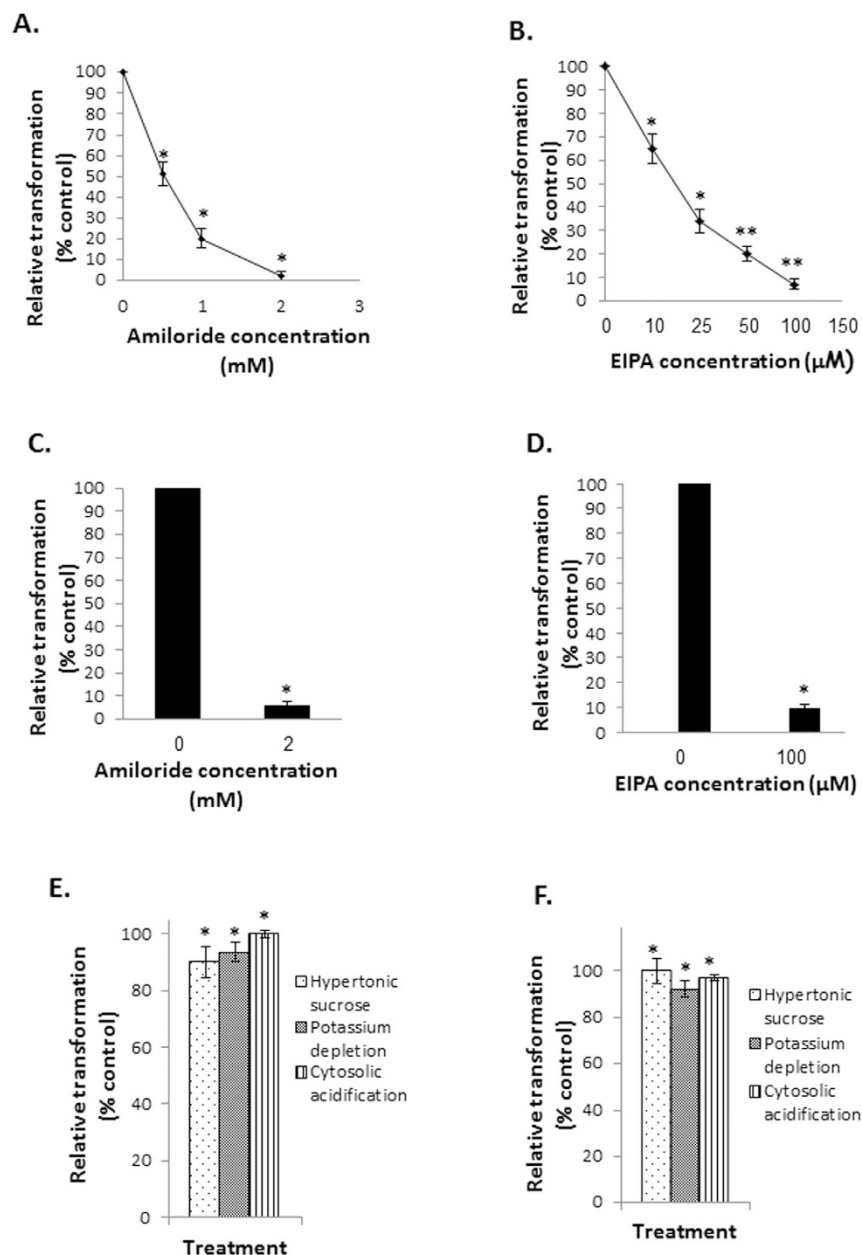 A.
Relative transformation
(% control)
100
90
80
70
60
50
40
30
20
10
0
*
*
*
0 1 2 3
Amiloride concentration
(mM)
B.
Relative transformation
(% control)
100
90
80
70
60
50
40
30
20
10
0
*
*
**
**
0 10 25 50 100 150
EIPA concentration (μM)
C.
Relative transformation
(% control)
100
90
80
70
60
50
40
30
20
10
0
*
0 2
Amiloride concentration
(mM)
D.
Relative transformation
(% control)
100
90
80
70
60
50
40
30
20
10
0
*
0 100
EIPA concentration (μM)
E.
Relative transformation
(% control)
100
80
60
40
20
0
* * *
Hypertonic
sucrose
Potassium
depletion
Cytosolic
acidification
Treatment
F.
Relative transformation
(% control)
100
80
60
40
20
0
* * *
Hypertonic
sucrose
Potassium
depletion
Cytosolic
acidification
Treatment